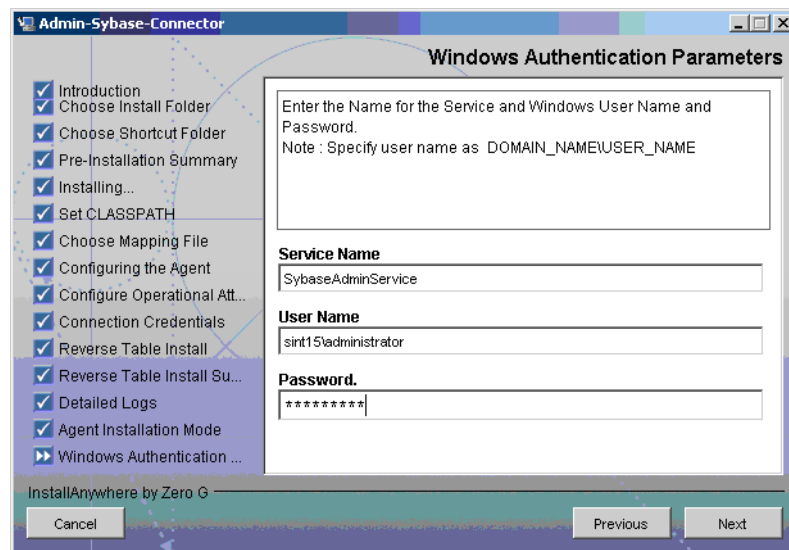 Admin-Sybase-Connector
Windows Authentication Parameters
Introduction
Choose Install Folder
Choose Shortcut Folder
Pre-Installation Summary
Installing...
Set CLASSPATH
Choose Mapping File
Configuring the Agent
Configure Operational Att...
Connection Credentials
Reverse Table Install
Reverse Table Install Su...
Detailed Logs
Agent Installation Mode
Windows Authentication ...
Enter the Name for the Service and Windows User Name and
Password.
Note : Specify user name as DOMAIN_NAME\USER_NAME
Service Name
SybaseAdminService
User Name
sint15\administrator
Password.
*********
InstallAnywhere by Zero G
Cancel
Previous
Next